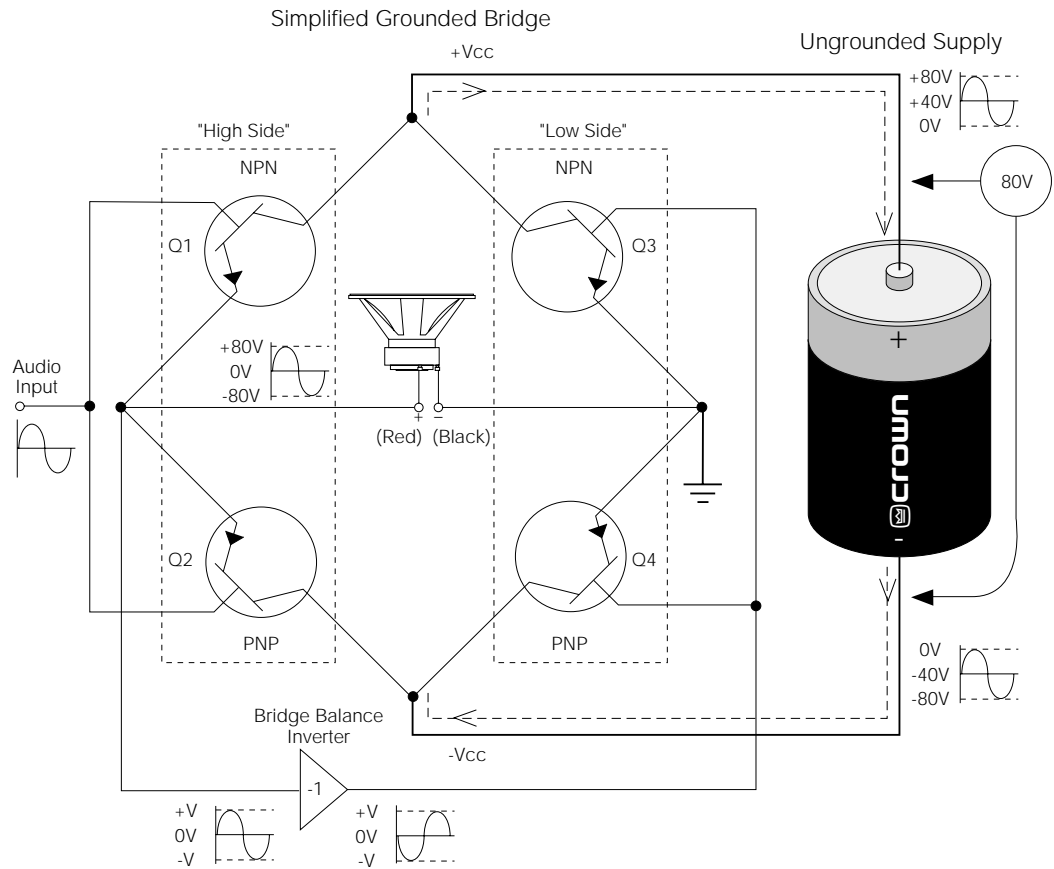 Simplified Grounded Bridge
Ungrounded Supply
+Vcc
+80V
+40V
0V
"High Side"
"Low Side"
NPN
NPN
80V
Q1
Q3
+80V
0V
-80V
+
Audio
Input
+
–
(Red)
(Black)
crown
-
Q2
Q4
PNP
PNP
0V
-40V
-80V
Bridge Balance
Inverter
-Vcc
-1
+V
0V
-V
+V
0V
-V